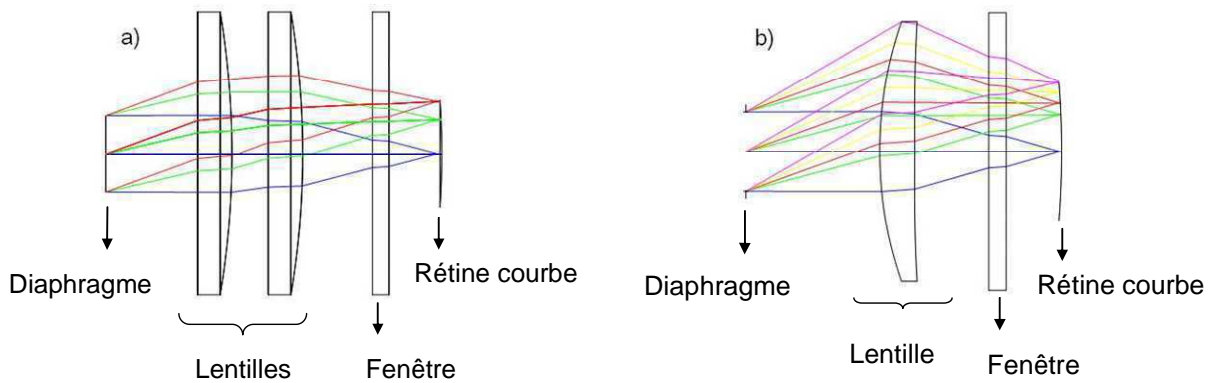 a)
Diaphragme
Lentilles
Fenêtre
Rétine courbe
b)
Diaphragme
Lentille
Fenêtre
Rétine courbe